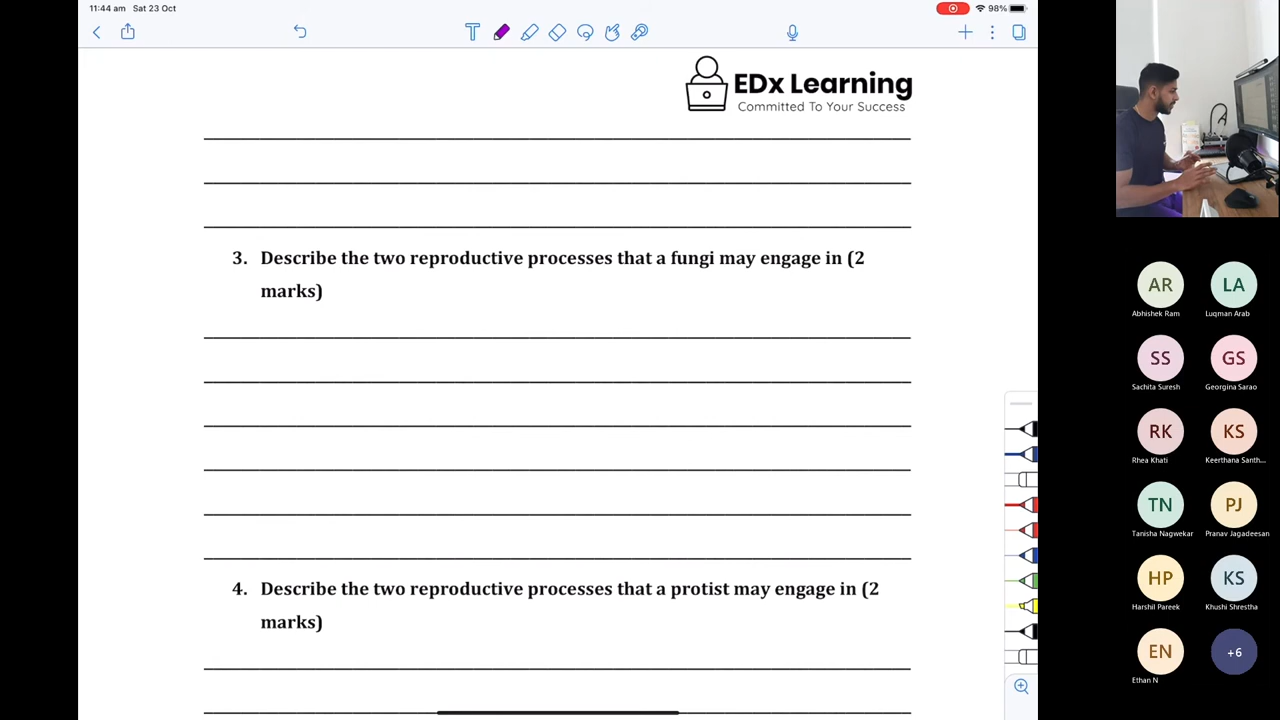 11:44 am Sat 23 Oct
98%
T
EDx Learning
Committed To Your Success
3. Describe the two reproductive processes that a fungi may engage in (2
marks)
4. Describe the two reproductive processes that a protist may engage in (2
marks)
AR
LA
Abhishek Ram
Luqman Arab
SS
GS
Sachita Suresh
Georgina Sarao
RK
KS
Rhea Khati
Keerthana Santh...
TN
PJ
Tanisha Nagwekar
Pranav Jagadeesan
HP
KS
Harshil Pareek
Khushi Shrestha
EN
+6
Ethan N